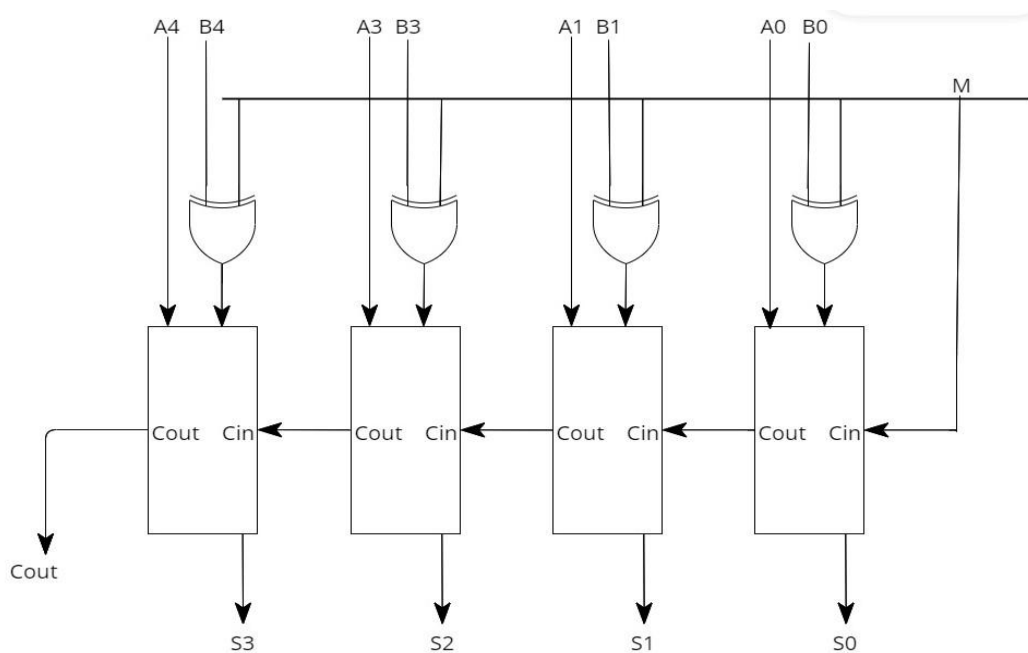 A4 B4 A3 B3 A1 B1 A0 B0
M
Cout Cin Cout Cin Cout Cin Cout Cin
Cout
S3 S2 S1 S0